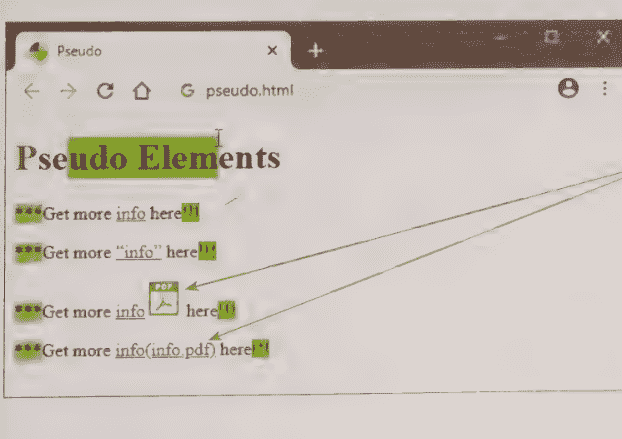 Pseudo
pseudo.html
Pseudo Elements
***Get more info here!!!
***Get more “info” here!!!
PDF
***Get more info here!!!
***Get more info(info.pdf) here!!!